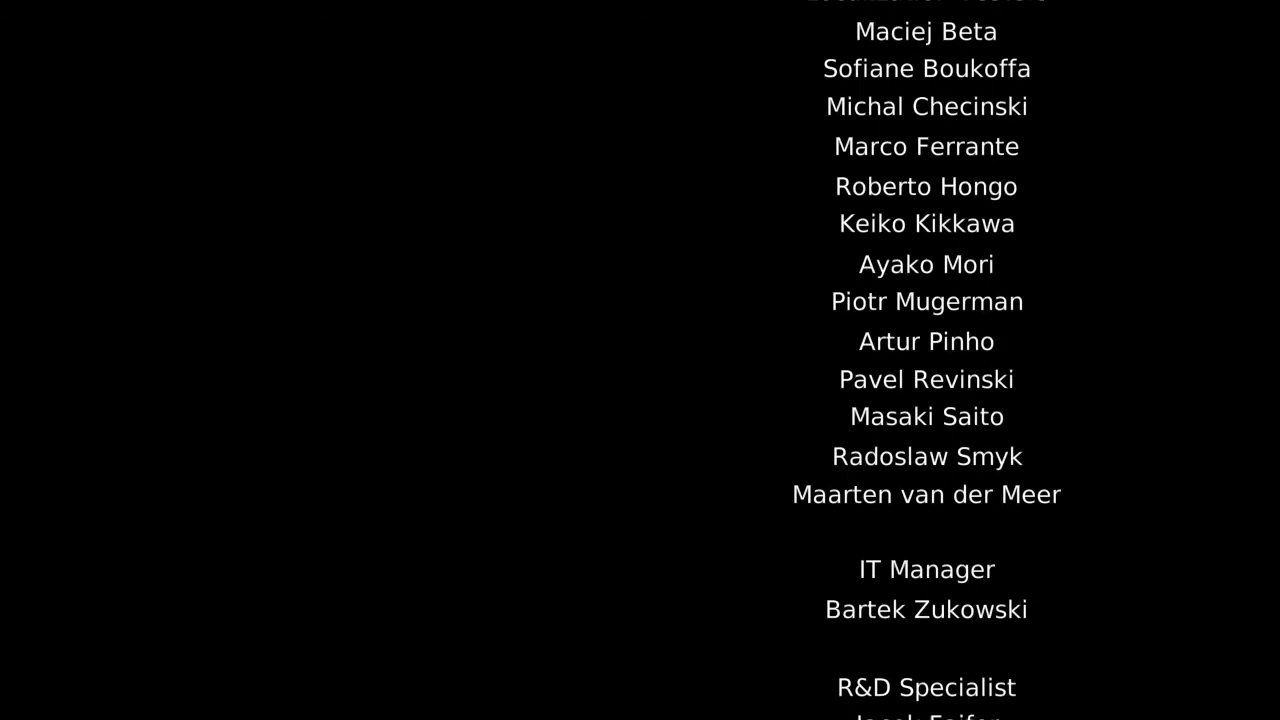 Maciej Beta
Sofiane Boukoffa
Michal Checinski
Marco Ferrante
Roberto Hongo
Keiko Kikkawa
Ayako Mori
Piotr Mugerman
Artur Pinho
Pavel Revinski
Masaki Saito
Radoslaw Smyk
Maarten van der Meer
IT Manager
Bartek Zukowski
R&D Specialist